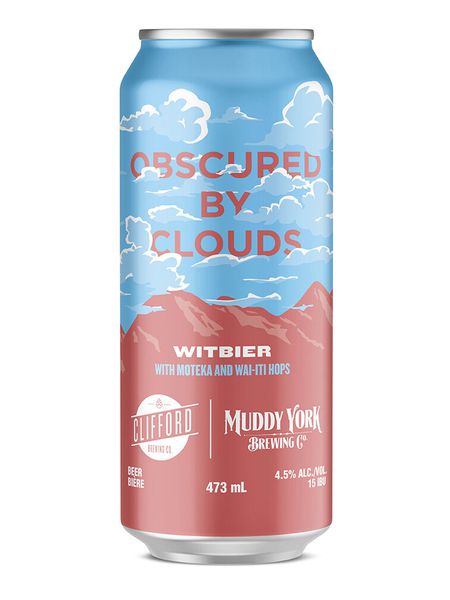 OBSCURED
BY
CLOUDS
WITBIER
WITH MOTEKA AND WAI-ITI HOPS
CLIFFORD
BREWING CO.
MUDDY YORK
BREWING CO.
BEER
BIÈRE
473 mL
4.5% ALC./VOL.
15 IBU